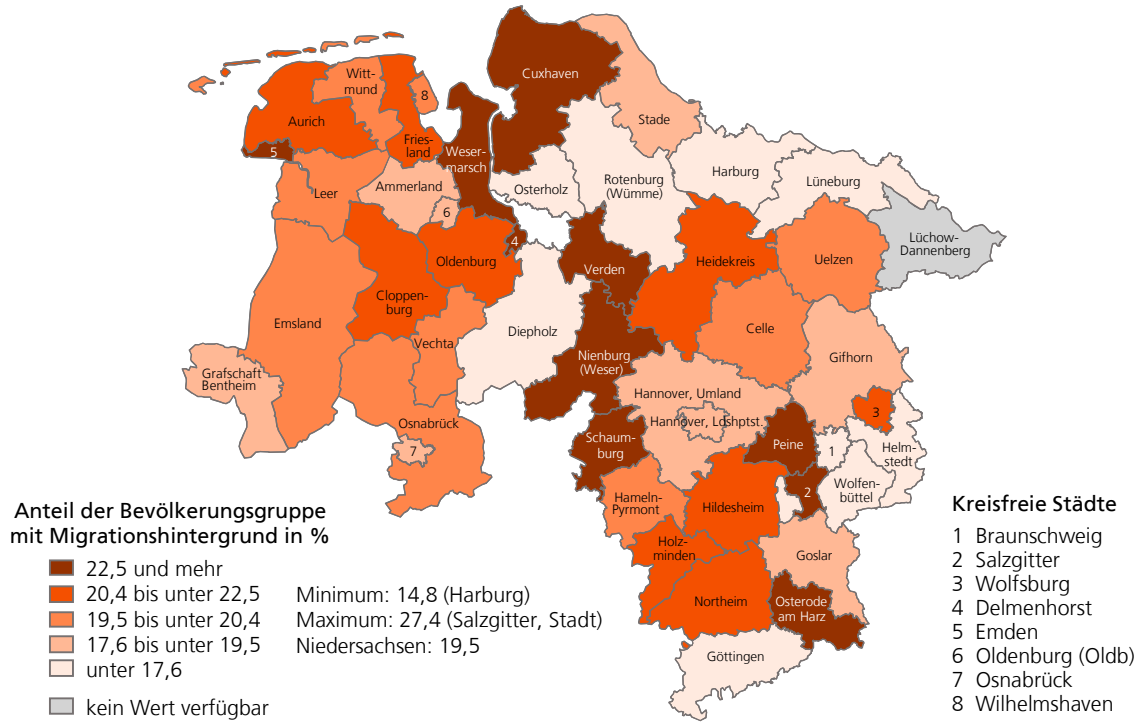 Cuxhaven
Witt-
mund
8
Stade
Aurich
Fries-
land
5
Weser-
marsch
Harburg
Rotenburg
(Wümme)
Lüneburg
Ammerland
Osterholz
Leer
6
4
Lüchow-
Dannenberg
Oldenburg
Verden
Heidekreis
Uelzen
Cloppen-
burg
Emsland
Diepholz
Celle
Vechta
Nienburg
(Weser)
Gifhorn
Grafschaft
Bentheim
Hannover, Umland
3
Osnabrück
Hannover, Ldshptst.
7
Schaum-
burg
Peine
1
Helm-
stedt
2
Wolfen-
büttel
Hameln-
Pyrmont
Hildesheim
Holz-
minden
Goslar
Northeim
Osterode
am Harz
Göttingen
Anteil der Bevölkerungsgruppe
mit Migrationshintergrund in %
22,5 und mehr
20,4 bis unter 22,5
19,5 bis unter 20,4
17,6 bis unter 19,5
unter 17,6
kein Wert verfügbar
Minimum: 14,8 (Harburg)
Maximum: 27,4 (Salzgitter, Stadt)
Niedersachsen: 19,5
Kreisfreie Städte
1 Braunschweig
2 Salzgitter
3 Wolfsburg
4 Delmenhorst
5 Emden
6 Oldenburg (Oldb)
7 Osnabrück
8 Wilhelmshaven